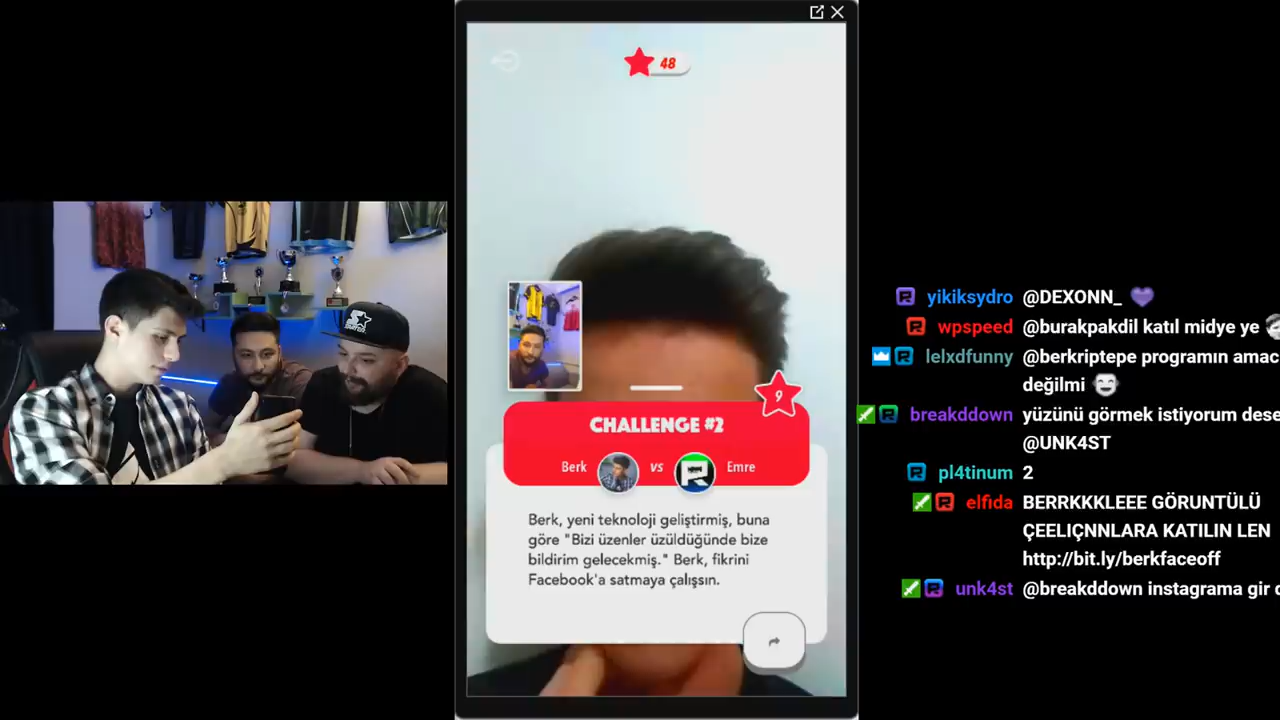 48
9
CHALLENGE #2
Berk vs Emre
Berk, yeni teknoloji geliştirmiş, buna
göre "Bizi üzenler üzüldüğünde bize
bildirim gelecekmiş." Berk, fikrini
Facebook'a satmaya çalışsın.
yikiksydro @DEXONN_
wpspeed @burakpakdil katıl midye ye
lelxdfunny @berkriptepe programın amac
değilmi
breakddown yüzünü görmek istiyorum dese
@UNK4ST
pl4tinum 2
elfida BERRKKKLEEE GÖRUNTÜLÜ
ÇEELIÇNNLARA KATILIN LEN
http://bit.ly/berkfaceoff
unk4st @breakddown instagrama gir